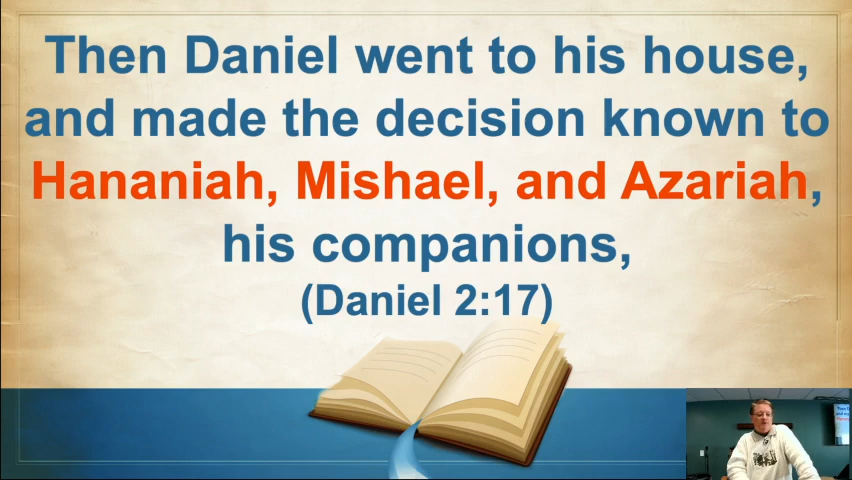 Then Daniel went to his house,
and made the decision known to
Hananiah, Mishael, and Azariah,
his companions,
(Daniel 2:17)